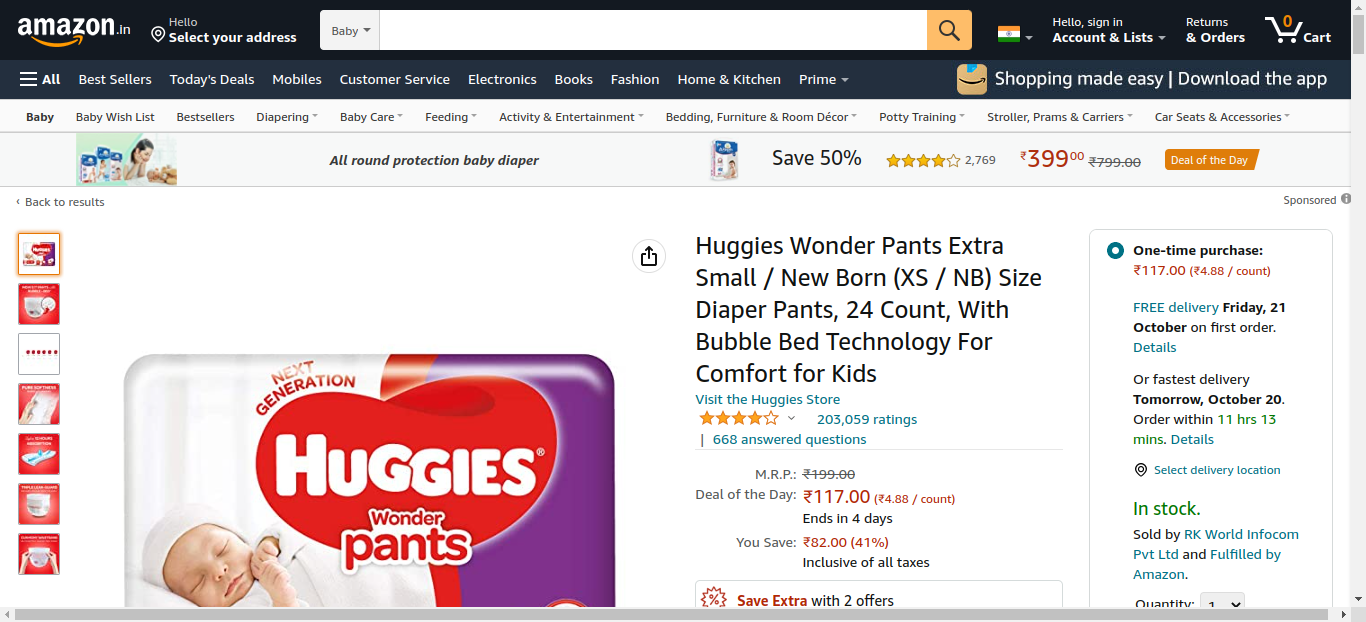 amazon.in
Hello
Select your address
Baby
Hello, sign in
Account & Lists
Returns
& Orders
0
Cart
All
Best Sellers
Today's Deals
Mobiles
Customer Service
Electronics
Books
Fashion
Home & Kitchen
Prime
Shopping made easy | Download the app
Baby
Baby Wish List
Bestsellers
Diapering
Baby Care
Feeding
Activity & Entertainment
Bedding, Furniture & Room Décor
Potty Training
Stroller, Prams & Carriers
Car Seats & Accessories
All round protection baby diaper
Save 50%
2,769
₹39900
₹799.00
Deal of the Day
‹ Back to results
Sponsored
NEXT
GENERATION
HUGGIES®
Wonder
pants
Huggies Wonder Pants Extra
Small / New Born (XS / NB) Size
Diaper Pants, 24 Count, With
Bubble Bed Technology For
Comfort for Kids
Visit the Huggies Store
203,059 ratings
| 668 answered questions
M.R.P.: ₹199.00
Deal of the Day: ₹117.00 (₹4.88 / count)
Ends in 4 days
You Save: ₹82.00 (41%)
Inclusive of all taxes
Save Extra with 2 offers
One-time purchase:
₹117.00 (₹4.88 / count)
FREE delivery Friday, 21
October on first order.
Details
Or fastest delivery
Tomorrow, October 20.
Order within 11 hrs 13
mins. Details
Select delivery location
In stock.
Sold by RK World Infocom
Pvt Ltd and Fulfilled by
Amazon.
Quantity: 1